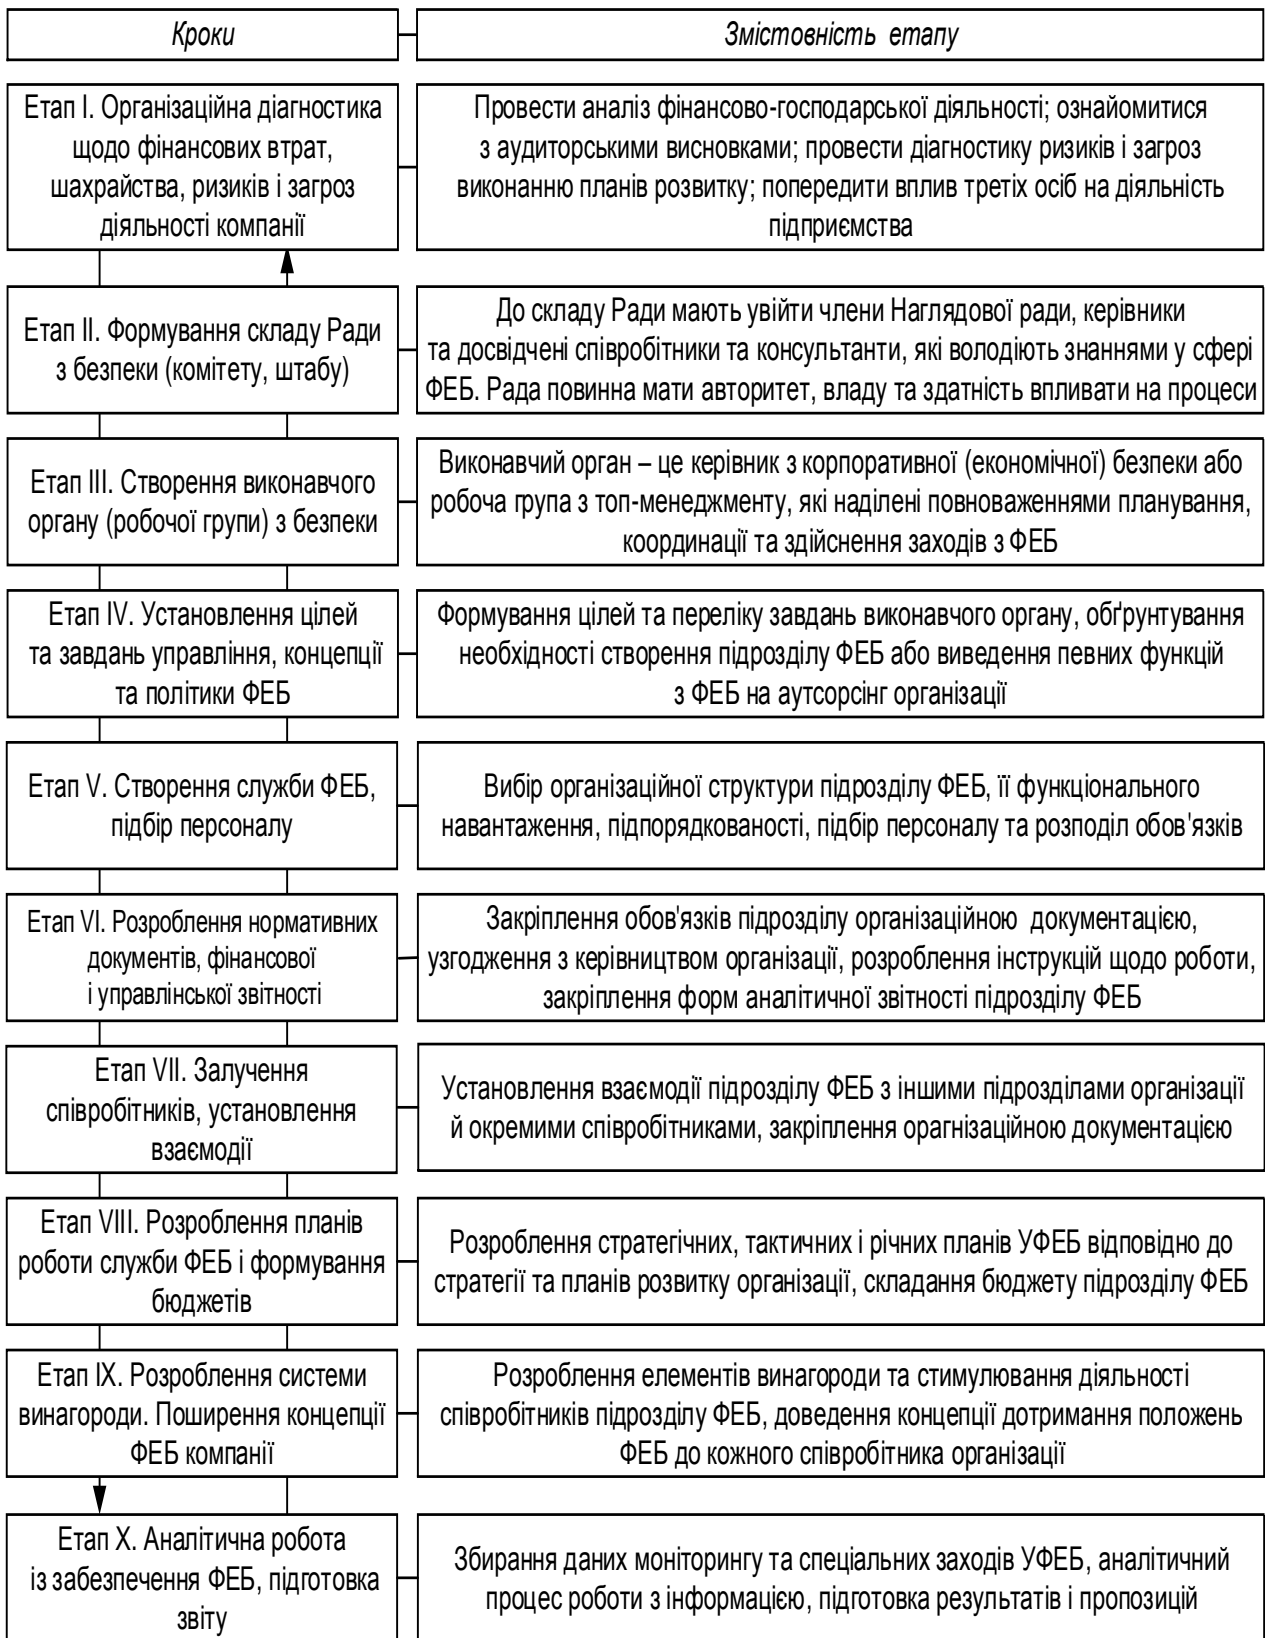 Кроки
Змістовність етапу
Етап І. Організаційна діагностика
щодо фінансових втрат,
шахрайства, ризиків і загроз
діяльності компанії
Провести аналіз фінансово-господарської діяльності; ознайомитися
з аудиторськими висновками; провести діагностику ризиків і загроз
виконанню планів розвитку; попередити вплив третіх осіб на діяльність
підприємства
Етап ІІ. Формування складу Ради
з безпеки (комітету, штабу)
До складу Ради мають увійти члени Наглядової ради, керівники
та досвідчені співробітники та консультанти, які володіють знаннями у сфері
ФЕБ. Рада повинна мати авторитет, владу та здатність впливати на процеси
Етап ІІІ. Створення виконавчого
органу (робочої групи) з безпеки
Виконавчий орган – це керівник з корпоративної (економічної) безпеки або
робоча група з топ-менеджменту, які наділені повноваженнями планування,
координації та здійснення заходів з ФЕБ
Етап IV. Установлення цілей
та завдань управління, концепції
та політики ФЕБ
Формування цілей та переліку завдань виконавчого органу, обґрунтування
необхідності створення підрозділу ФЕБ або виведення певних функцій
з ФЕБ на аутсорсінг організації
Етап V. Створення служби ФЕБ,
підбір персоналу
Вибір організаційної структури підрозділу ФЕБ, її функціонального
навантаження, підпорядкованості, підбір персоналу та розподіл обов'язків
Етап VI. Розроблення нормативних
документів, фінансової
і управлінської звітності
Закріплення обов'язків підрозділу організаційною документацією,
узгодження з керівництвом організації, розроблення інструкцій щодо роботи,
закріплення форм аналітичної звітності підрозділу ФЕБ
Етап VII. Залучення
співробітників, установлення
взаємодії
Установлення взаємодії підрозділу ФЕБ з іншими підрозділами організації
й окремими співробітниками, закріплення орагнізаційною документацією
Етап VIII. Розроблення планів
роботи служби ФЕБ і формування
бюджетів
Розроблення стратегічних, тактичних і річних планів УФЕБ відповідно до
стратегії та планів розвитку організації, складання бюджету підрозділу ФЕБ
Етап IX. Розроблення системи
винагороди. Поширення концепції
ФЕБ компанії
Розроблення елементів винагороди та стимулювання діяльності
співробітників підрозділу ФЕБ, доведення концепції дотримання положень
ФЕБ до кожного співробітника організації
Етап X. Аналітична робота
із забезпечення ФЕБ, підготовка
звіту
Збирання даних моніторингу та спеціальних заходів УФЕБ, аналітичний
процес роботи з інформацією, підготовка результатів і пропозицій